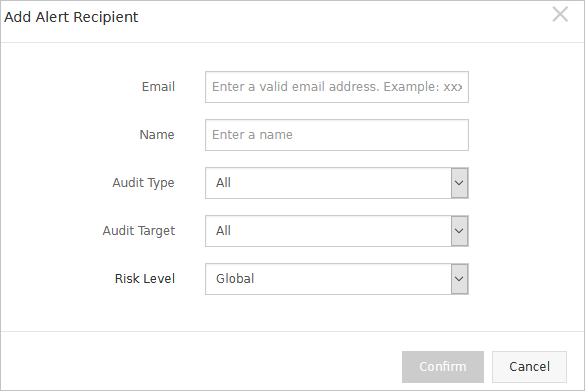 Add Alert Recipient
Email Enter a valid email address. Example: xxx
Name Enter a name
Audit Type All
Audit Target All
Risk Level Global
Confirm Cancel